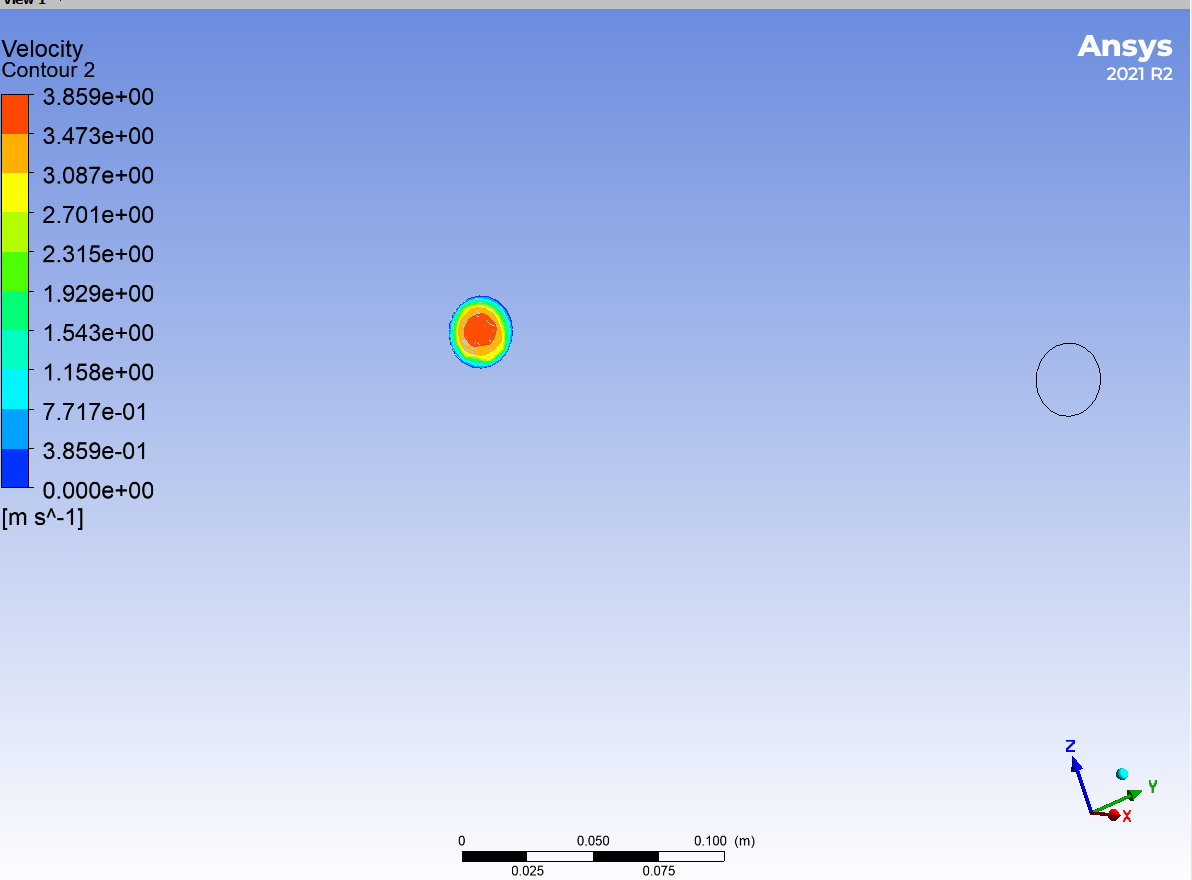 View 1
Velocity
Contour 2
3.859e+00
3.473e+00
3.087e+00
2.701e+00
2.315e+00
1.929e+00
1.543e+00
1.158e+00
7.717e-01
3.859e-01
0.000e+00
[m s^-1]
Ansys
2021 R2
Z
Y
X
0 0.050 0.100 (m)
0.025 0.075